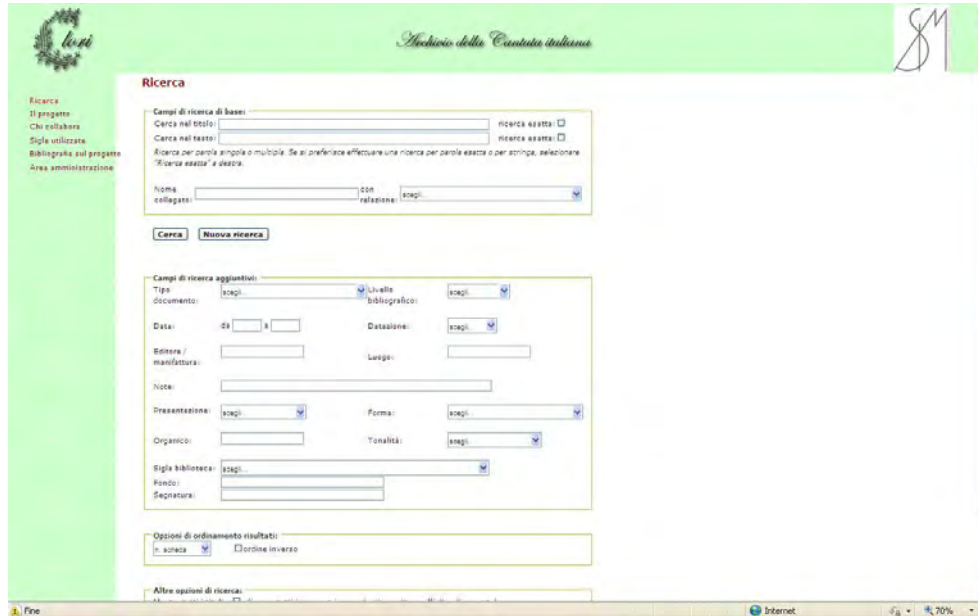 Clori
Archivio della Cantata italiana
Ricerca
Ricerca
Il progetto
Chi collabora
Sigle utilizzate
Bibliografia sul progetto
Area amministrazione
Campi di ricerca di base:
Cerca nel titolo: ricerca esatta:
Cerca nel testo: ricerca esatta:
Ricerca per parola singola o multipla. Se si preferisce effettuare una ricerca per parola esatta o per stringa, selezionare
"Ricerca esatta" a destra.
Nome collegato: con relazione: scegli...
Cerca Nuova ricerca
Campi di ricerca aggiuntivi:
Tipo documento: scegli... Livello bibliografico: scegli...
Data: da a Datazione: scegli...
Editore / manifattura: Luogo:
Note:
Presentazione: scegli... Forma: scegli...
Organico: Tonalità: scegli...
Sigla biblioteca: scegli...
Fondo:
Segnatura:
Opzioni di ordinamento risultati:
n. scheda ordine inverso
Altre opzioni di ricerca:
Fine Internet 70%